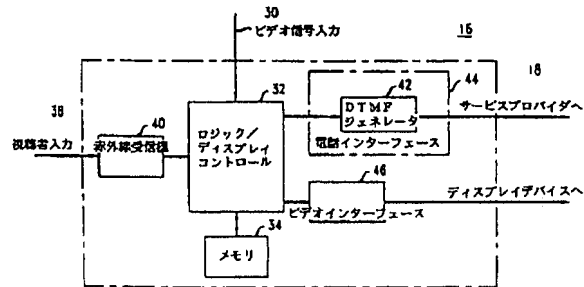 30
ビデオ信号入力
16
32
42
44
18
38
40
DTMF
ジェネレータ
サービスプロバイダへ
視聴者入力
赤外線受信機
ロジック/
ディスプレイ
コントロール
電話インターフェース
46
ディスプレイデバイスへ
ビデオインターフェース
34
メモリ